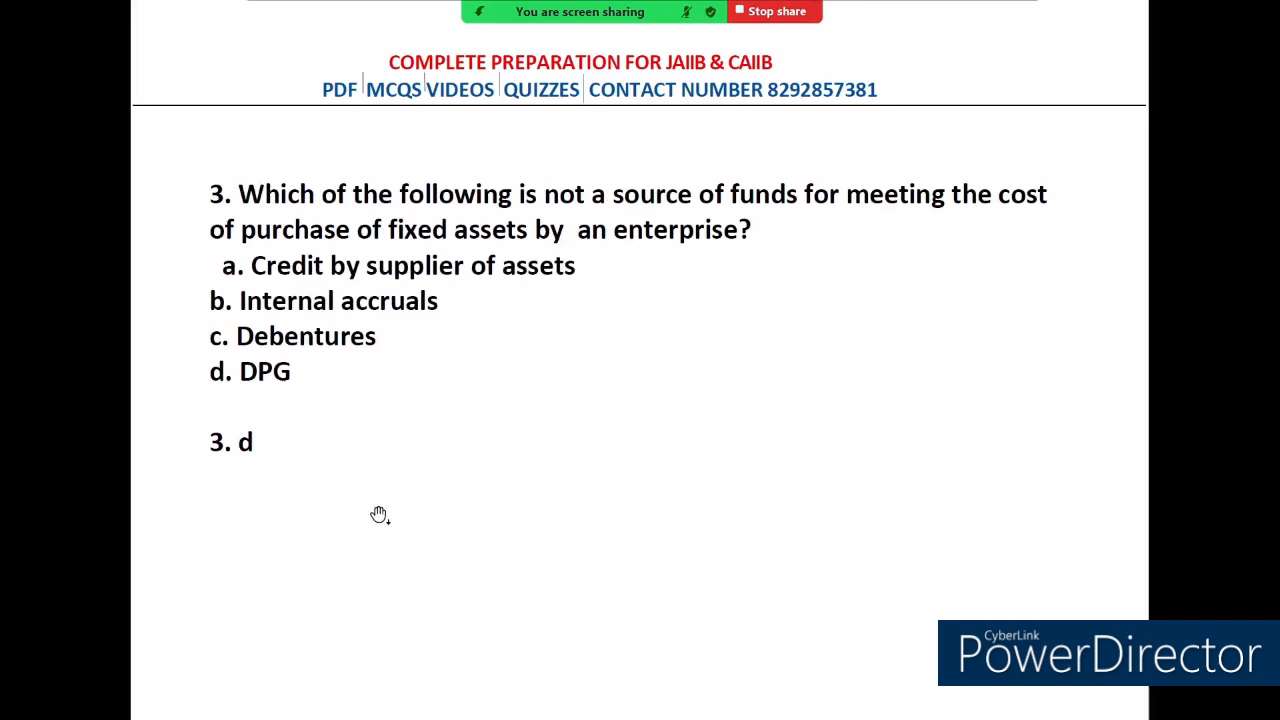 You are screen sharing
Stop share
COMPLETE PREPARATION FOR JAIIB & CAIIB
PDF MCQS VIDEOS QUIZZES CONTACT NUMBER 8292857381
3. Which of the following is not a source of funds for meeting the cost
of purchase of fixed assets by an enterprise?
a. Credit by supplier of assets
b. Internal accruals
c. Debentures
d. DPG
3. d
CyberLink
PowerDirector